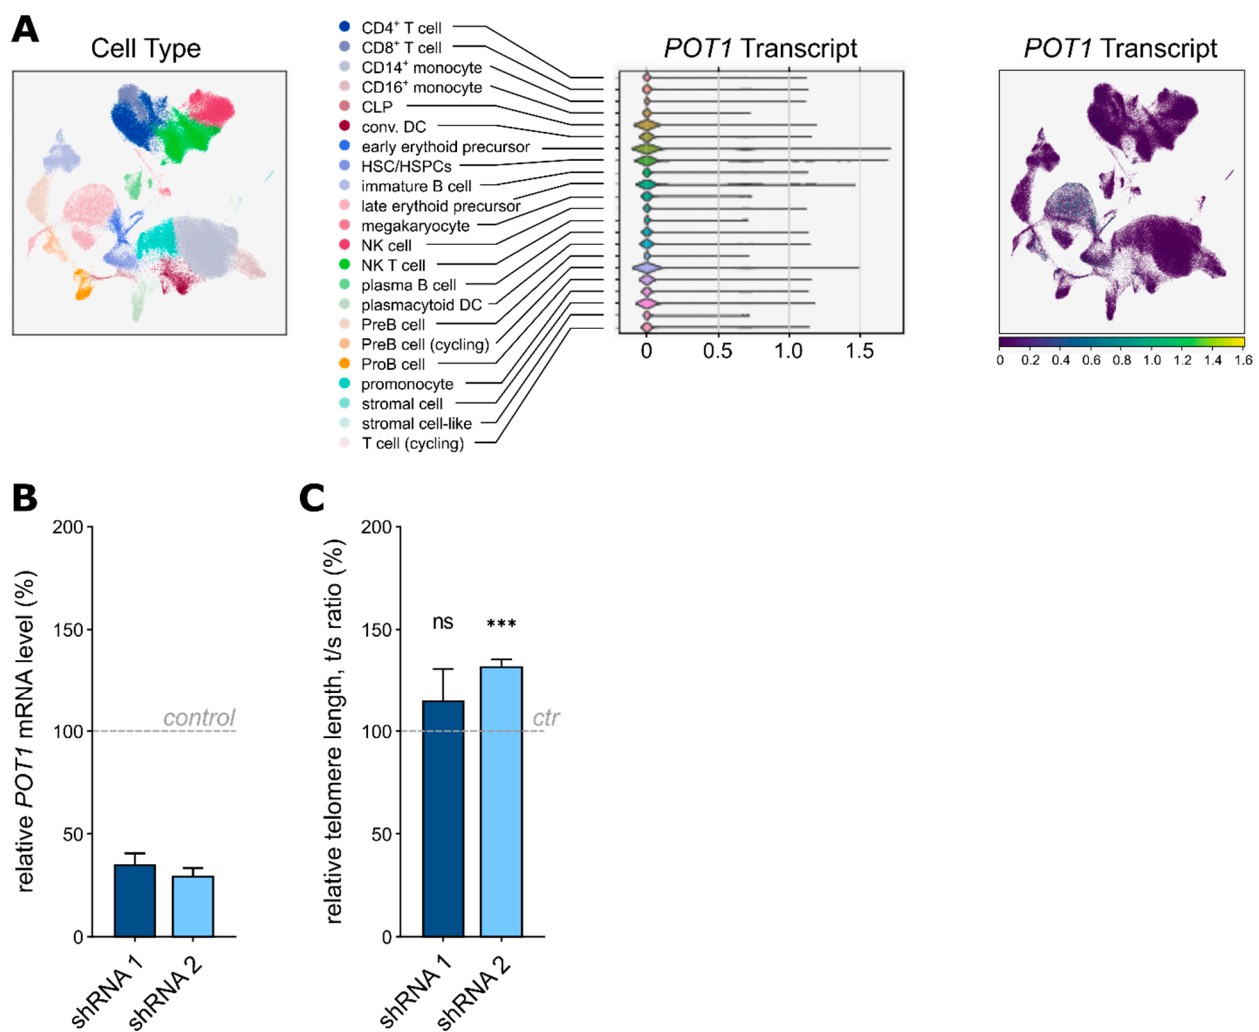 A
Cell Type
CD4+ T cell
CD8+ T cell
CD14+ monocyte
CD16+ monocyte
CLP
conv. DC
early erythoid precursor
HSC/HSPCs
immature B cell
late erythoid precursor
megakaryocyte
NK cell
NK T cell
plasma B cell
plasmacytoid DC
PreB cell
PreB cell (cycling)
ProB cell
promonocyte
stromal cell
stromal cell-like
T cell (cycling)
POT1 Transcript
0 0.5 1.0 1.5
POT1 Transcript
0 0.2 0.4 0.6 0.8 1.0 1.2 1.4 1.6
B
relative POT1 mRNA level (%)
200
150
100
50
0
control
shRNA 1
shRNA 2
C
relative telomere length, t/s ratio (%)
200
150
100
50
0
ns
***
ctr
shRNA 1
shRNA 2